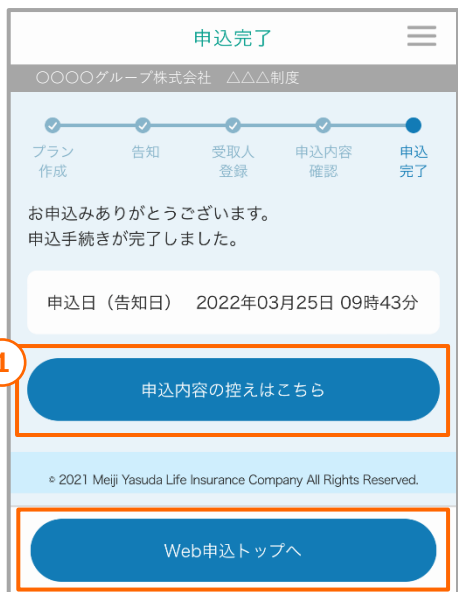 申込完了
〇〇〇〇グループ株式会社 △△△制度
プラン作成
告知
受取人登録
申込内容確認
申込完了
お申込みありがとうございます。
申込手続きが完了しました。
申込日（告知日） 2022年03月25日 09時43分
1
申込内容の控えはこちら
© 2021 Meiji Yasuda Life Insurance Company All Rights Reserved.
Web申込トップへ